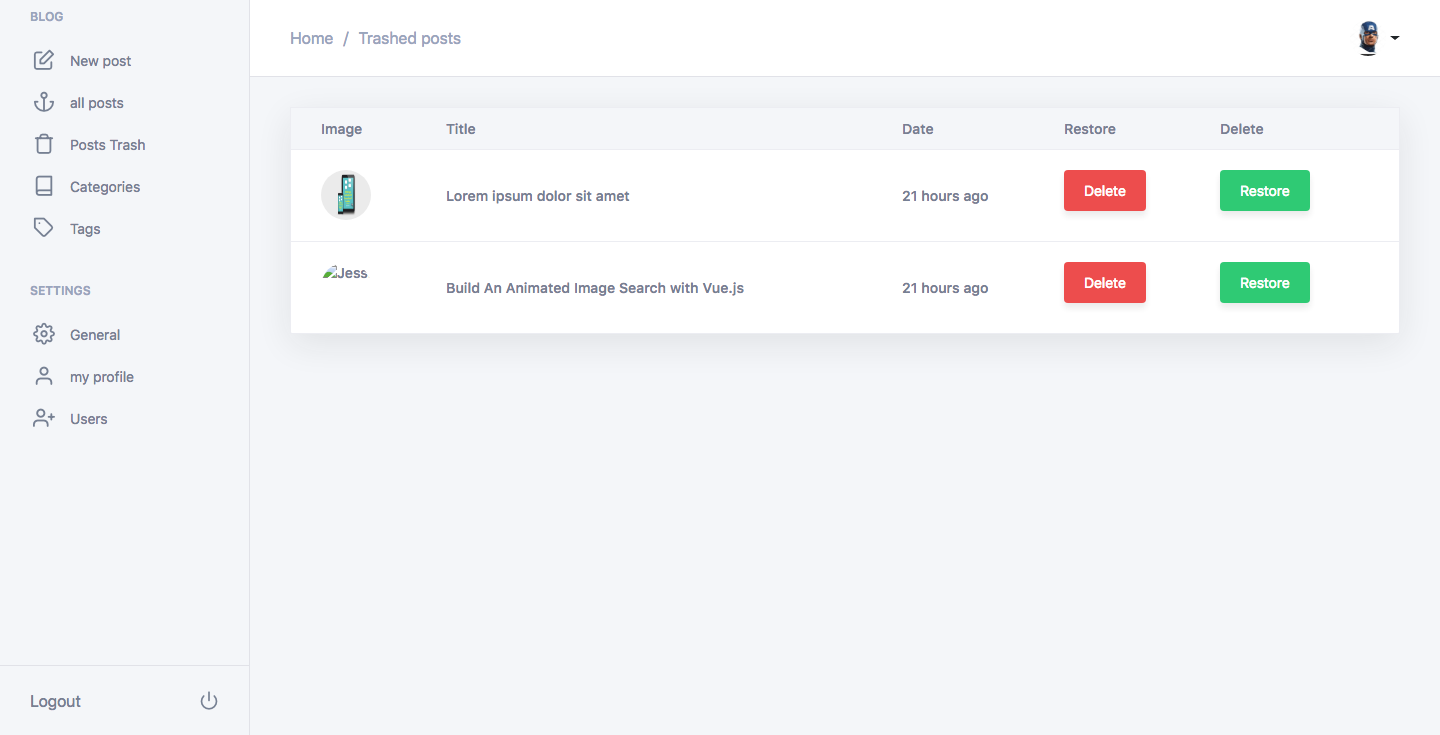 BLOG
New post
all posts
Posts Trash
Categories
Tags
SETTINGS
General
my profile
Users
Logout
Home / Trashed posts
Image Title Date Restore Delete
Lorem ipsum dolor sit amet 21 hours ago Delete Restore
Jess Build An Animated Image Search with Vue.js 21 hours ago Delete Restore